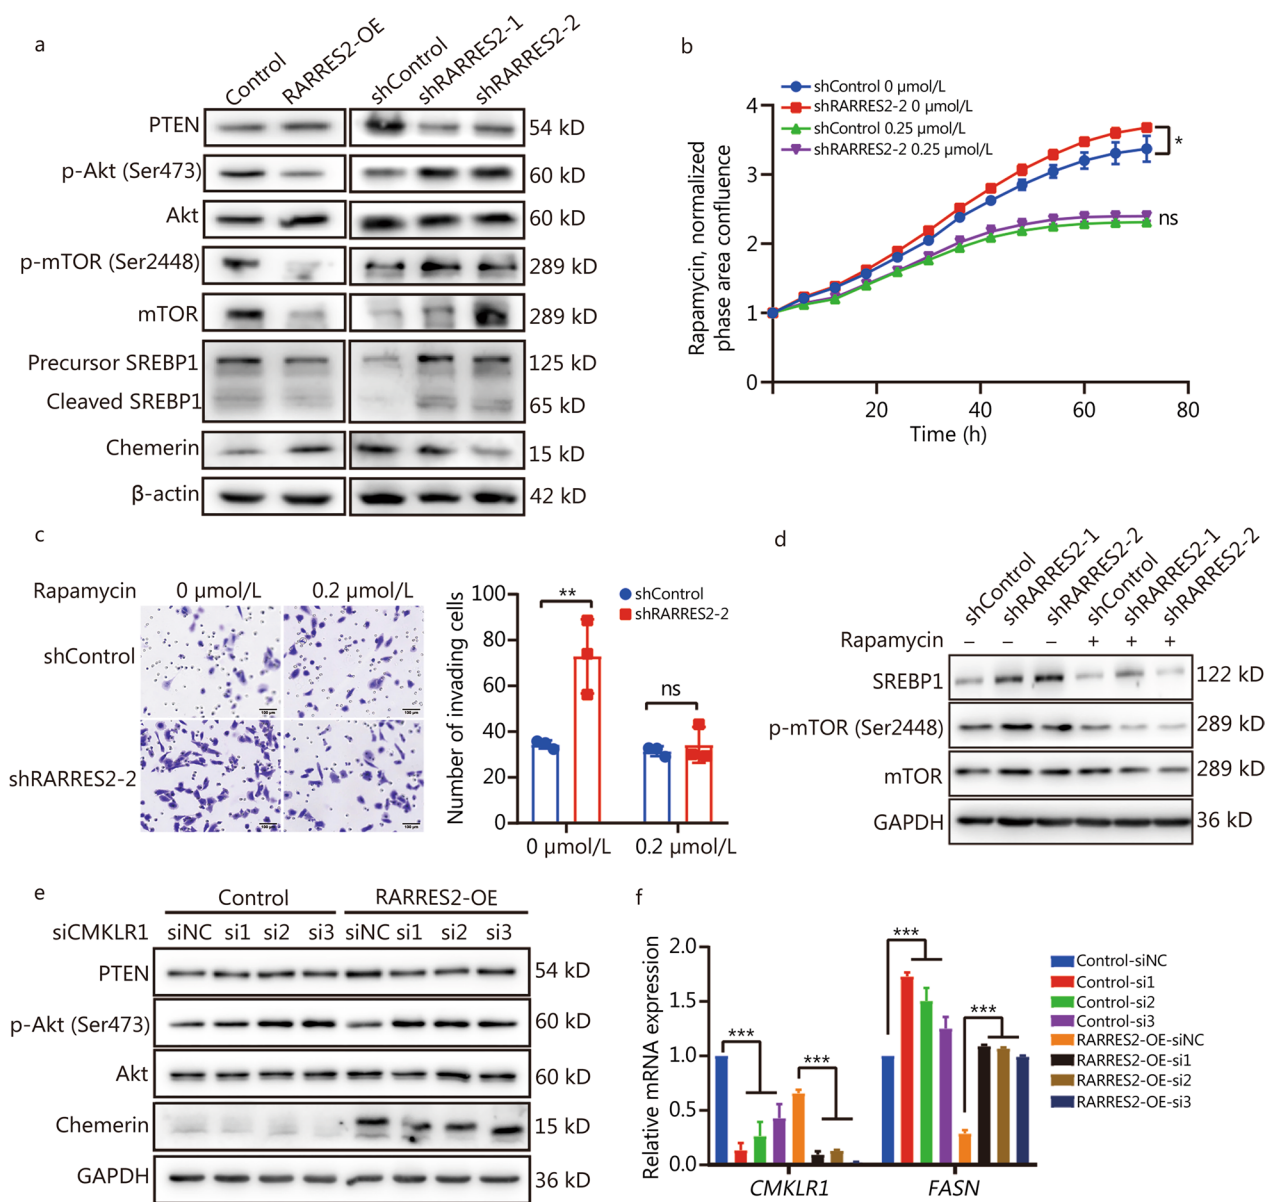 a
Control
RARRES2-OE
shControl
shRARRES2-1
shRARRES2-2
PTEN
54 kD
p-Akt (Ser473)
60 kD
Akt
60 kD
p-mTOR (Ser2448)
289 kD
mTOR
289 kD
Precursor SREBP1
125 kD
Cleaved SREBP1
65 kD
Chemerin
15 kD
β-actin
42 kD
b
shControl 0 µmol/L
shRARRES2-2 0 µmol/L
shControl 0.25 µmol/L
shRARRES2-2 0.25 µmol/L
Rapamycin, normalized
phase area confluence
4
3
2
1
0
*
ns
20
40
60
80
Time (h)
c
Rapamycin
0 µmol/L
0.2 µmol/L
shControl
shRARRES2-2
100 µm
100 µm
100 µm
100 µm
Number of invading cells
100
80
60
40
20
0
**
ns
shControl
shRARRES2-2
0 µmol/L
0.2 µmol/L
d
shControl
shRARRES2-1
shRARRES2-2
shControl
shRARRES2-1
shRARRES2-2
Rapamycin
− − − + + +
SREBP1
122 kD
p-mTOR (Ser2448)
289 kD
mTOR
289 kD
GAPDH
36 kD
e
Control
RARRES2-OE
siCMKLR1
siNC si1 si2 si3 siNC si1 si2 si3
PTEN
54 kD
p-Akt (Ser473)
60 kD
Akt
60 kD
Chemerin
15 kD
GAPDH
36 kD
f
Relative mRNA expression
2.0
1.5
1.0
0.5
0.0
***
***
***
***
CMKLR1
FASN
Control-siNC
Control-si1
Control-si2
Control-si3
RARRES2-OE-siNC
RARRES2-OE-si1
RARRES2-OE-si2
RARRES2-OE-si3